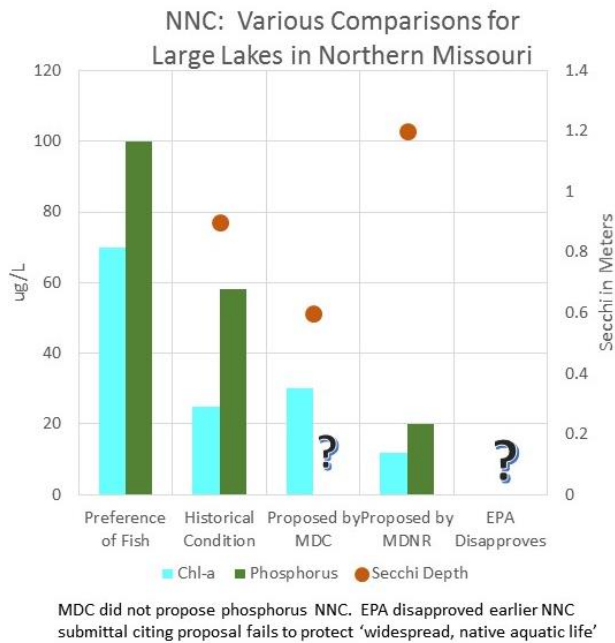 NNC: Various Comparisons for
Large Lakes in Northern Missouri
120
100
80
60
40
20
0
ug/L
1.4
1.2
1
0.8
0.6
0.4
0.2
0
Secchi in Meters
?
?
Preference
of Fish
Historical
Condition
Proposed by
MDC
Proposed by
MDNR
EPA
Disapproves
Chl-a Phosphorus Secchi Depth
MDC did not propose phosphorus NNC. EPA disapproved earlier NNC
submittal citing proposal fails to protect ‘widespread, native aquatic life’